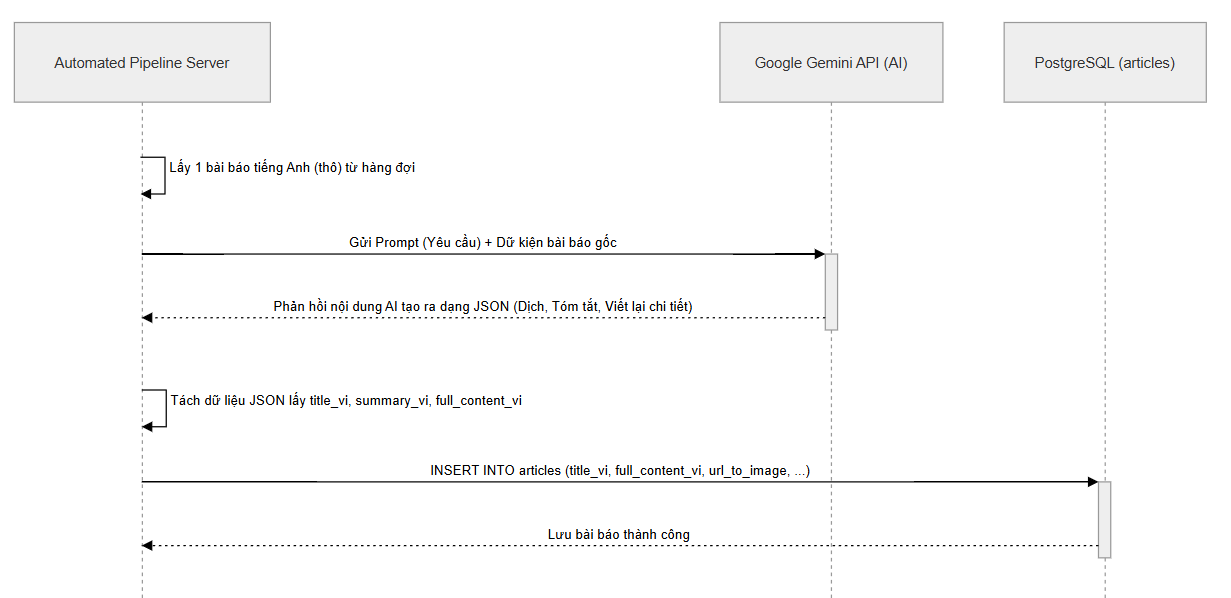 Automated Pipeline Server
Google Gemini API (AI)
PostgreSQL (articles)
Lấy 1 bài báo tiếng Anh (thô) từ hàng đợi
Gửi Prompt (Yêu cầu) + Dữ kiện bài báo gốc
Phản hồi nội dung AI tạo ra dạng JSON (Dịch, Tóm tắt, Viết lại chi tiết)
Tách dữ liệu JSON lấy title_vi, summary_vi, full_content_vi
INSERT INTO articles (title_vi, full_content_vi, url_to_image, ...)
Lưu bài báo thành công